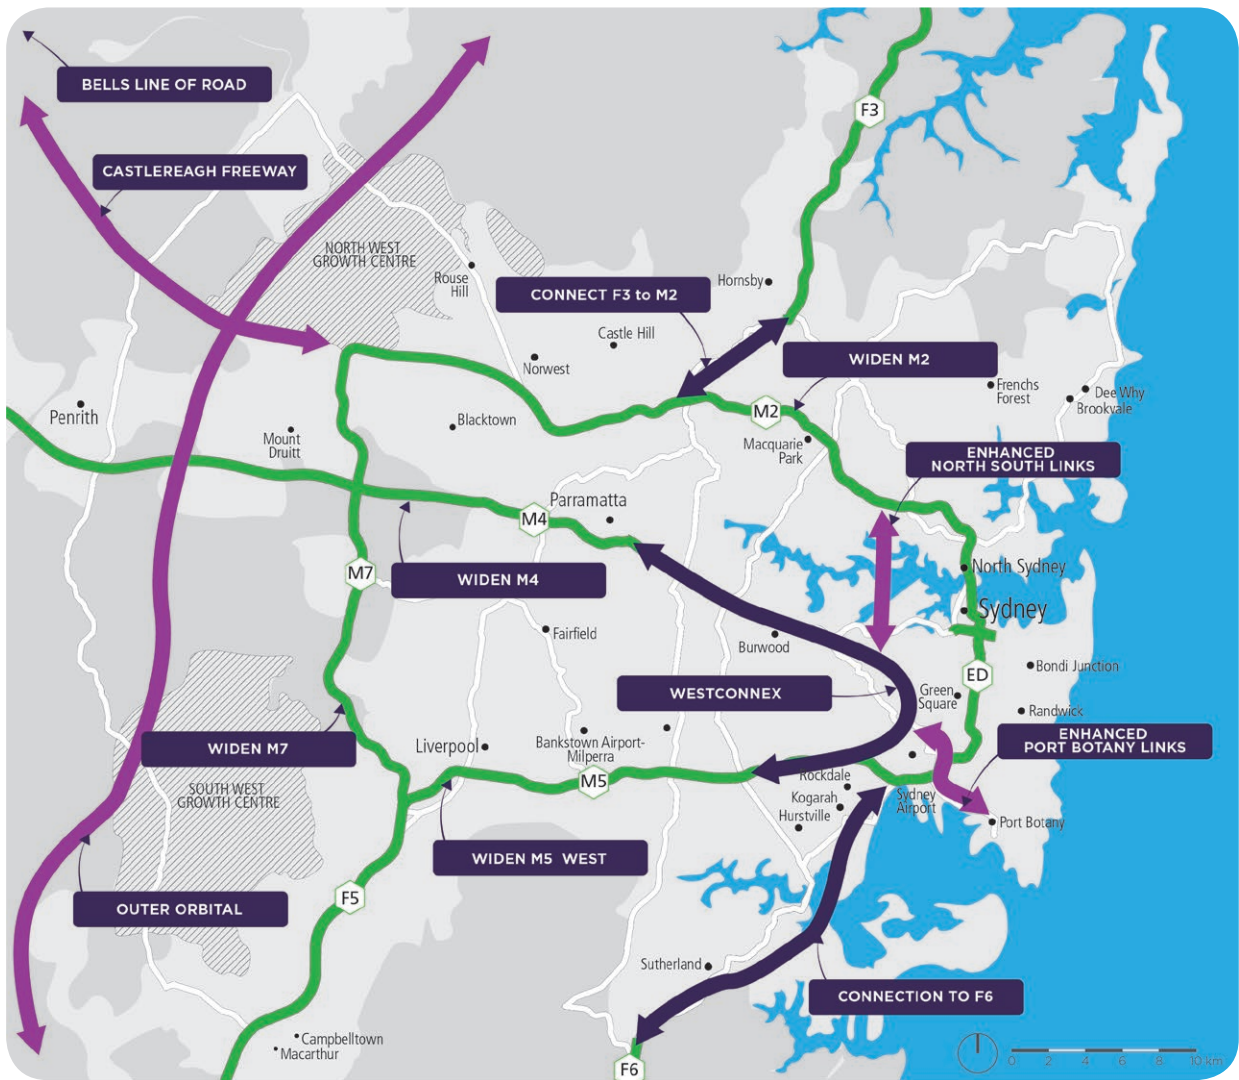 BELLS LINE OF ROAD
F3
CASTLEREAGH FREEWAY
NORTH WEST
GROWTH CENTRE
Rouse
Hill
Hornsby
CONNECT F3 to M2
Castle Hill
Norwest
WIDEN M2
Frenchs
Forest
Dee Why
Brookvale
Penrith
Blacktown
Mount
Druitt
M2
Macquarie
Park
ENHANCED
NORTH SOUTH LINKS
Parramatta
M4
M7
WIDEN M4
North Sydney
Sydney
Fairfield
Burwood
Bondi Junction
ED
WESTCONNEX
Green
Square
Randwick
WIDEN M7
Liverpool
Bankstown Airport-
Milperra
ENHANCED
PORT BOTANY LINKS
M5
Rockdale
SOUTH WEST
GROWTH CENTRE
Kogarah
Hurstville
Sydney
Airport
Port Botany
WIDEN M5 WEST
F5
OUTER ORBITAL
Sutherland
CONNECTION TO F6
Campbelltown
Macarthur
F6
0 2 4 6 8 10 km